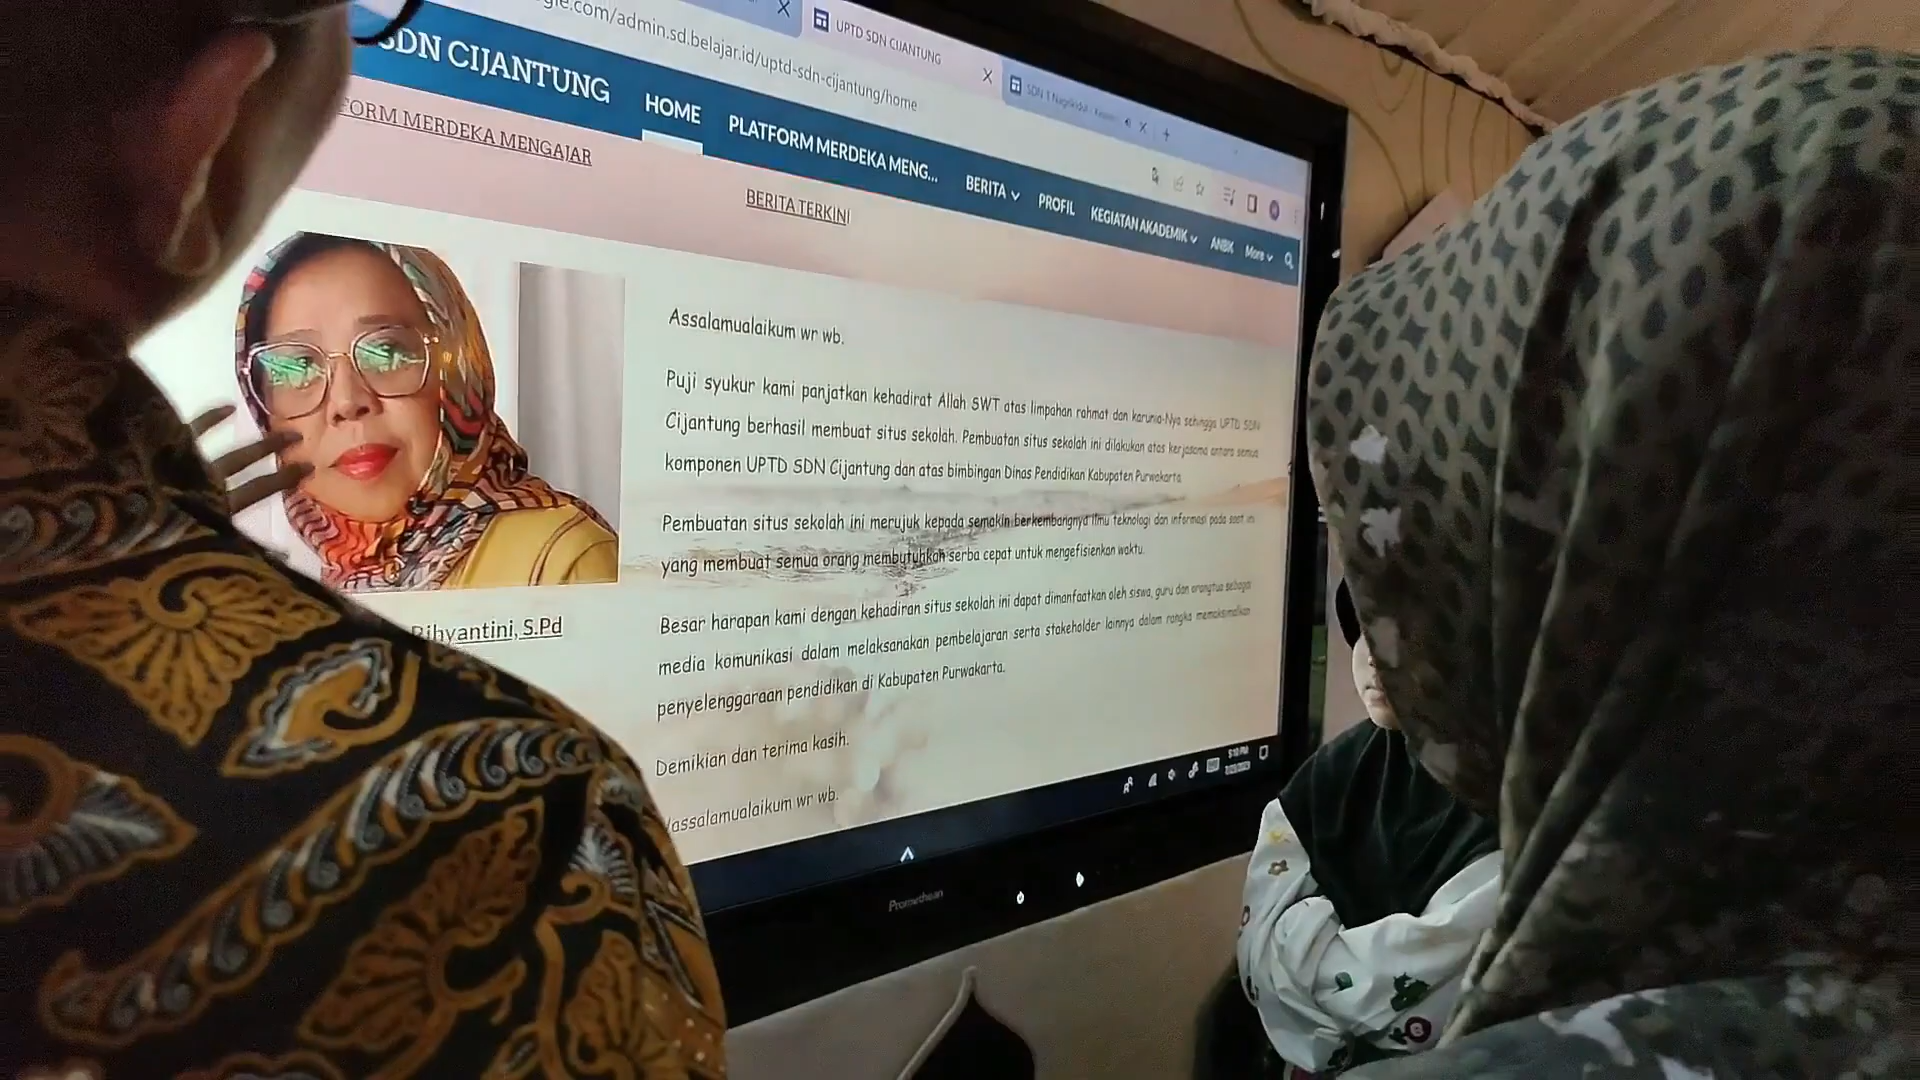 UPTD SDN CIJANTUNG
gle.com/admin.sd.belajar.id/uptd-sdn-cijantung/home
SDN CIJANTUNG
HOME
PLATFORM MERDEKA MENG...
BERITA
PROFIL
KEGIATAN AKADEMIK
ANBK
More
FORM MERDEKA MENGAJAR
BERITA TERKINI
Assalamualaikum wr wb.
Puji syukur kami panjatkan kehadirat Allah SWT atas limpahan rahmat dan karunia-Nya sehingga UPTD SDN
Cijantung berhasil membuat situs sekolah. Pembuatan situs sekolah ini dilakukan atas kerjasama antara semua
komponen UPTD SDN Cijantung dan atas bimbingan Dinas Pendidikan Kabupaten Purwakarta
Pembuatan situs sekolah ini merujuk kepada semakin berkembangnya ilmu teknologi dan informasi pada saat ini
yang membuat semua orang membutuhkan serba cepat untuk mengefisienkan waktu.
Besar harapan kami dengan kehadiran situs sekolah ini dapat dimanfaatkan oleh siswa, guru dan orangtua sebagai
media komunikasi dalam melaksanakan pembelajaran serta stakeholder lainnya dalam rangka memaksimalkan
penyelenggaraan pendidikan di Kabupaten Purwakarta.
Demikian dan terima kasih.
assalamualaikum wr wb.
Rihyantini, S.Pd
Promethean